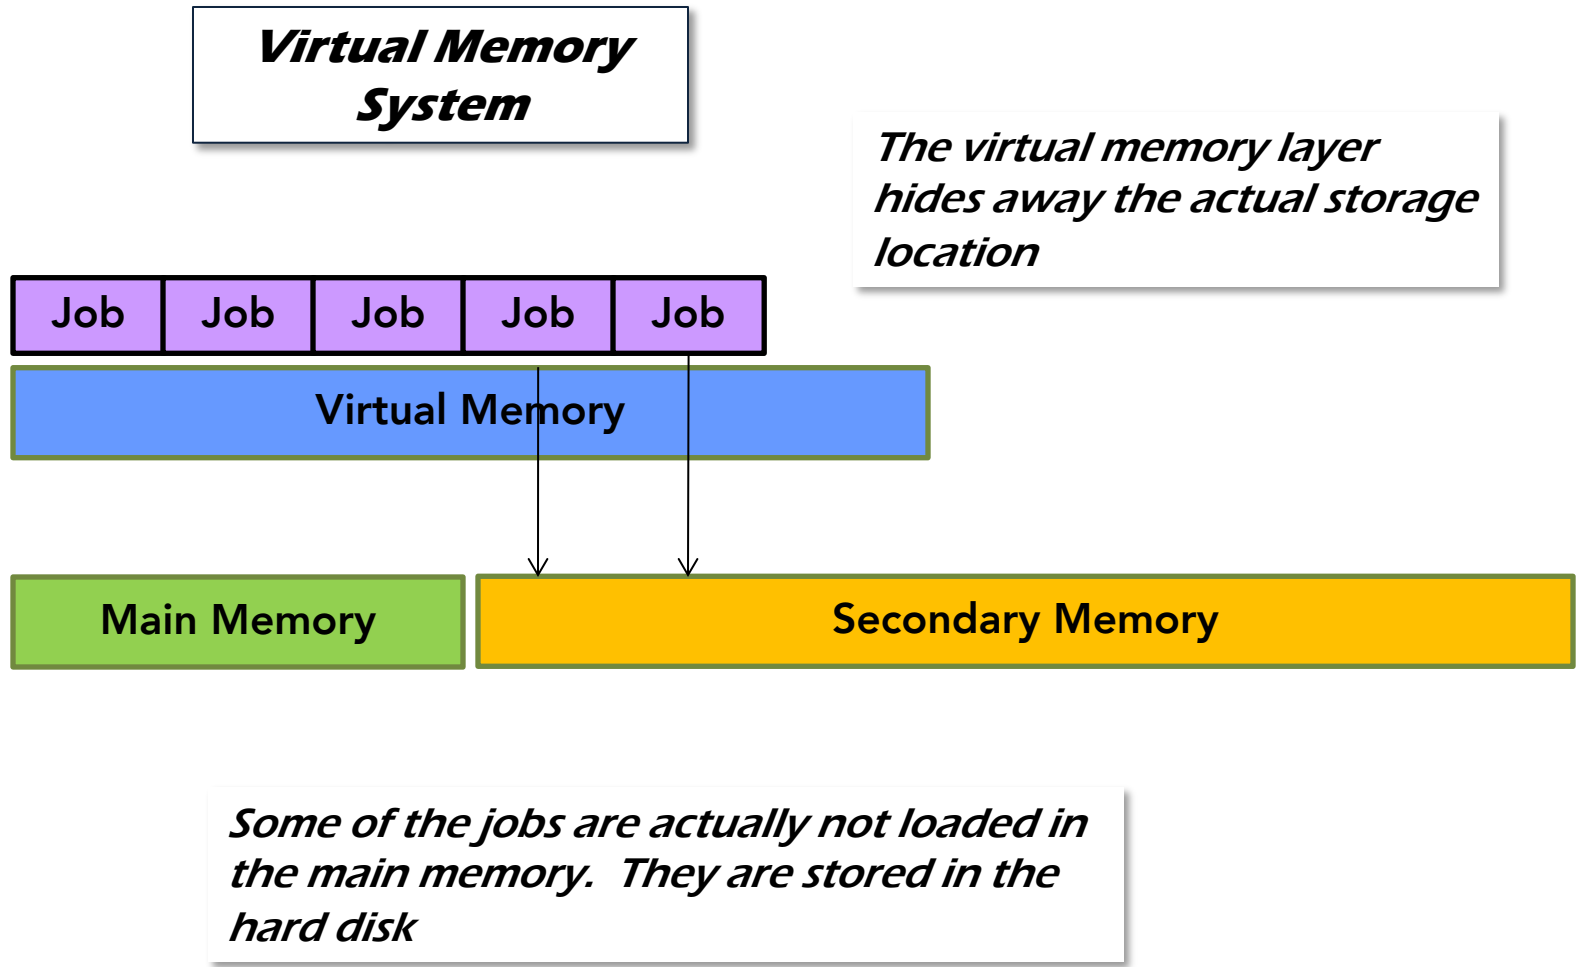 Virtual Memory
System
The virtual memory layer
hides away the actual storage
location
Job Job Job Job Job
Virtual Memory
Main Memory
Secondary Memory
Some of the jobs are actually not loaded in
the main memory.  They are stored in the
hard disk